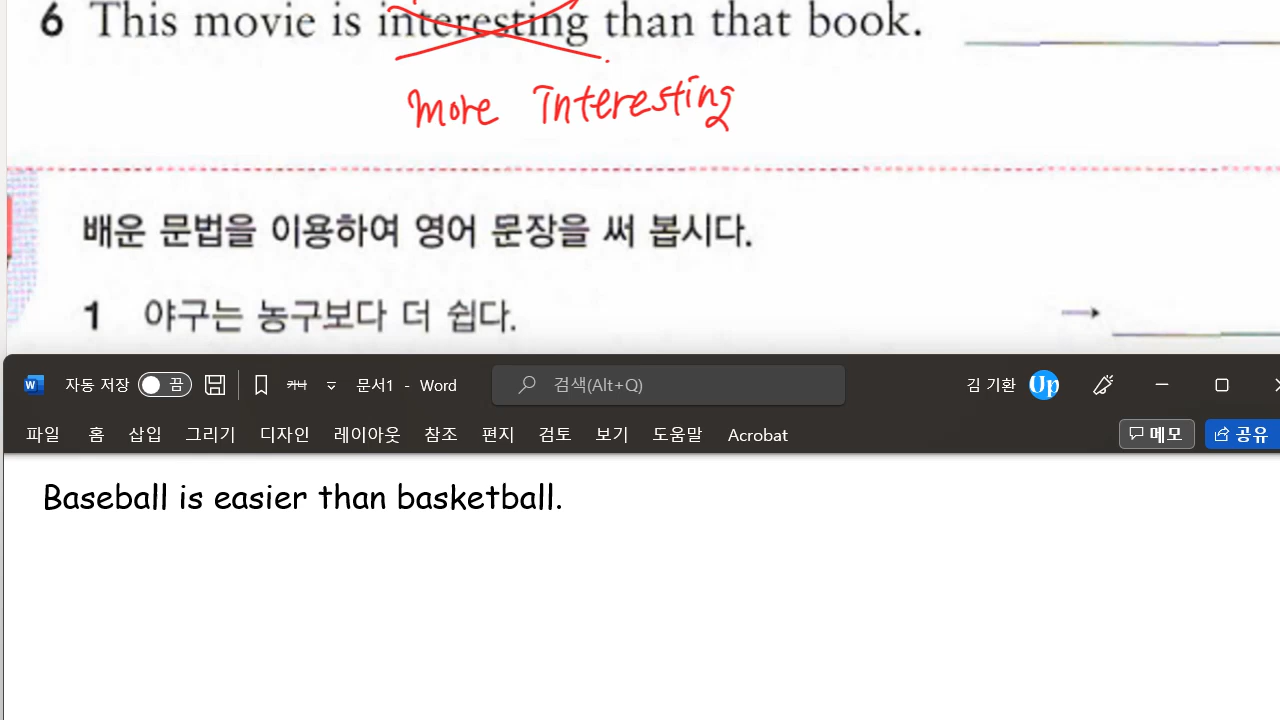 6 This movie is interesting than that book.
more interesting
배운 문법을 이용하여 영어 문장을 써 봅시다.
1 야구는 농구보다 더 쉽다. →
자동 저장 끔 가나 문서1 - Word 검색(Alt+Q) 김 기환 Up
파일 홈 삽입 그리기 디자인 레이아웃 참조 편지 검토 보기 도움말 Acrobat 메모 공유
Baseball is easier than basketball.